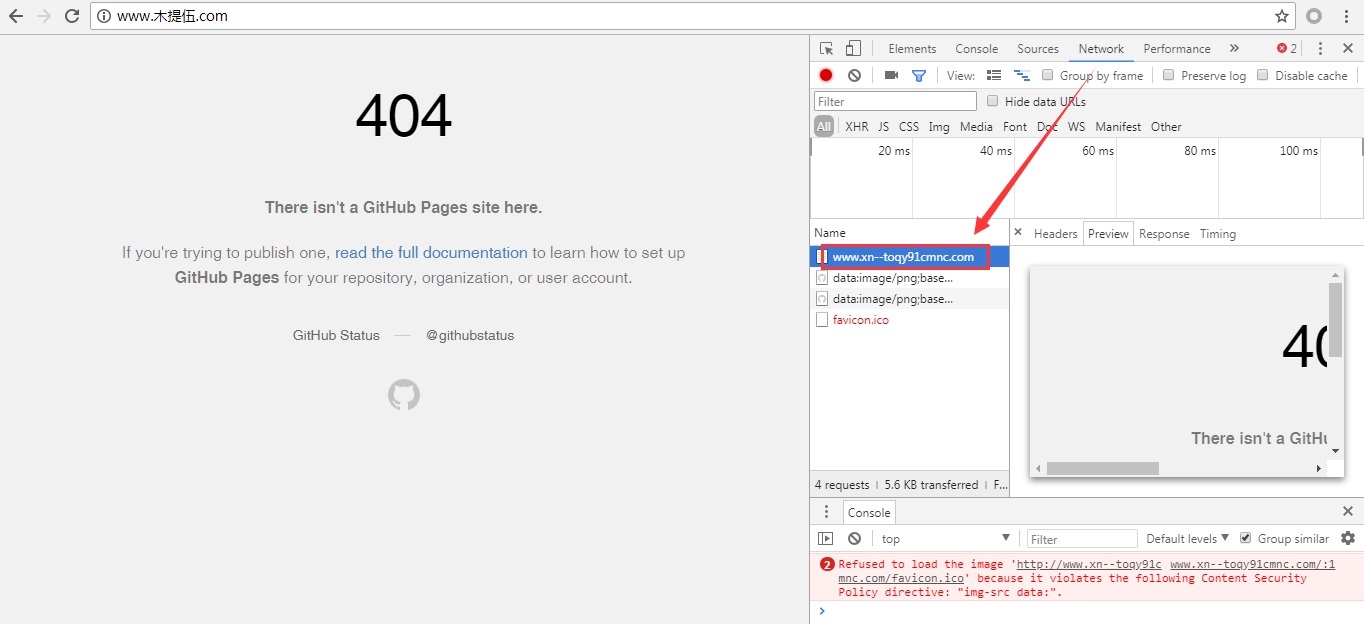 www.木提伍.com
404
There isn't a GitHub Pages site here.
If you're trying to publish one, read the full documentation to learn how to set up
GitHub Pages for your repository, organization, or user account.
GitHub Status — @githubstatus
Elements Console Sources Network Performance » 2
View: Group by frame Preserve log Disable cache
Filter Hide data URLs
All XHR JS CSS Img Media Font Doc WS Manifest Other
20 ms 40 ms 60 ms 80 ms 100 ms
Name
Headers Preview Response Timing
www.xn--toqy91cmnc.com
data:image/png;base...
data:image/png;base...
favicon.ico
40
There isn't a GitHu
4 requests | 5.6 KB transferred | F...
Console
top Filter Default levels Group similar
2 Refused to load the image 'http://www.xn--toqy91c www.xn--toqy91cmnc.com/:1
mnc.com/favicon.ico' because it violates the following Content Security
Policy directive: "img-src data:".